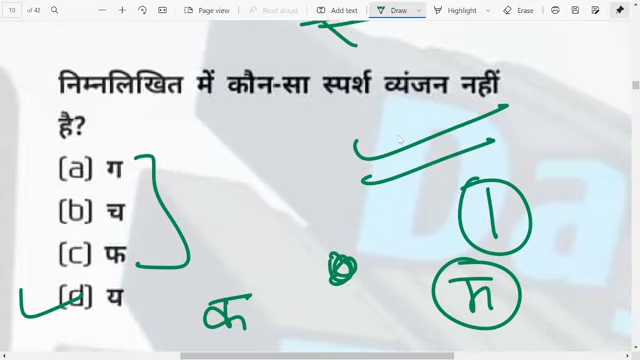 10 of 42
Page view
Read aloud
Add text
Draw
Highlight
Erase
निम्नलिखित में कौन-सा स्पर्श व्यंजन नहीं
है?
(a) ग
(b) च
(c) फ
(d) य
क